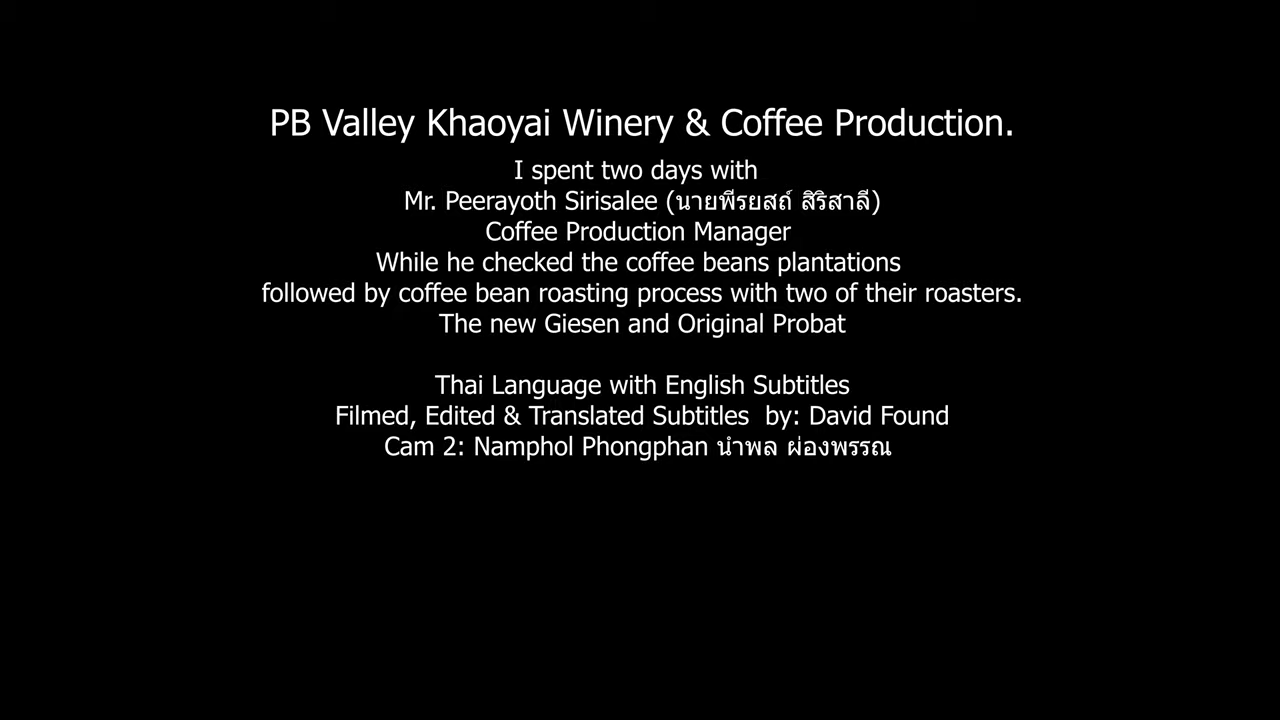 PB Valley Khaoyai Winery & Coffee Production.
I spent two days with
Mr. Peerayoth Sirisalee (นายพีรยสถ์ สิริสาลี)
Coffee Production Manager
While he checked the coffee beans plantations
followed by coffee bean roasting process with two of their roasters.
The new Giesen and Original Probat
Thai Language with English Subtitles
Filmed, Edited & Translated Subtitles  by: David Found
Cam 2: Namphol Phongphan นำพล ผ่องพรรณ